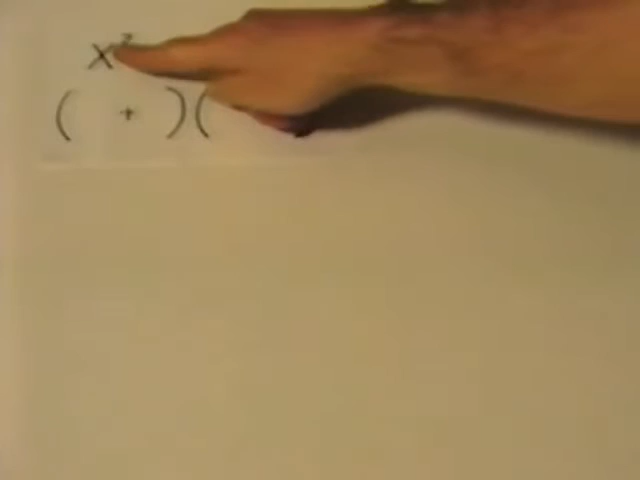 x²
( + )(